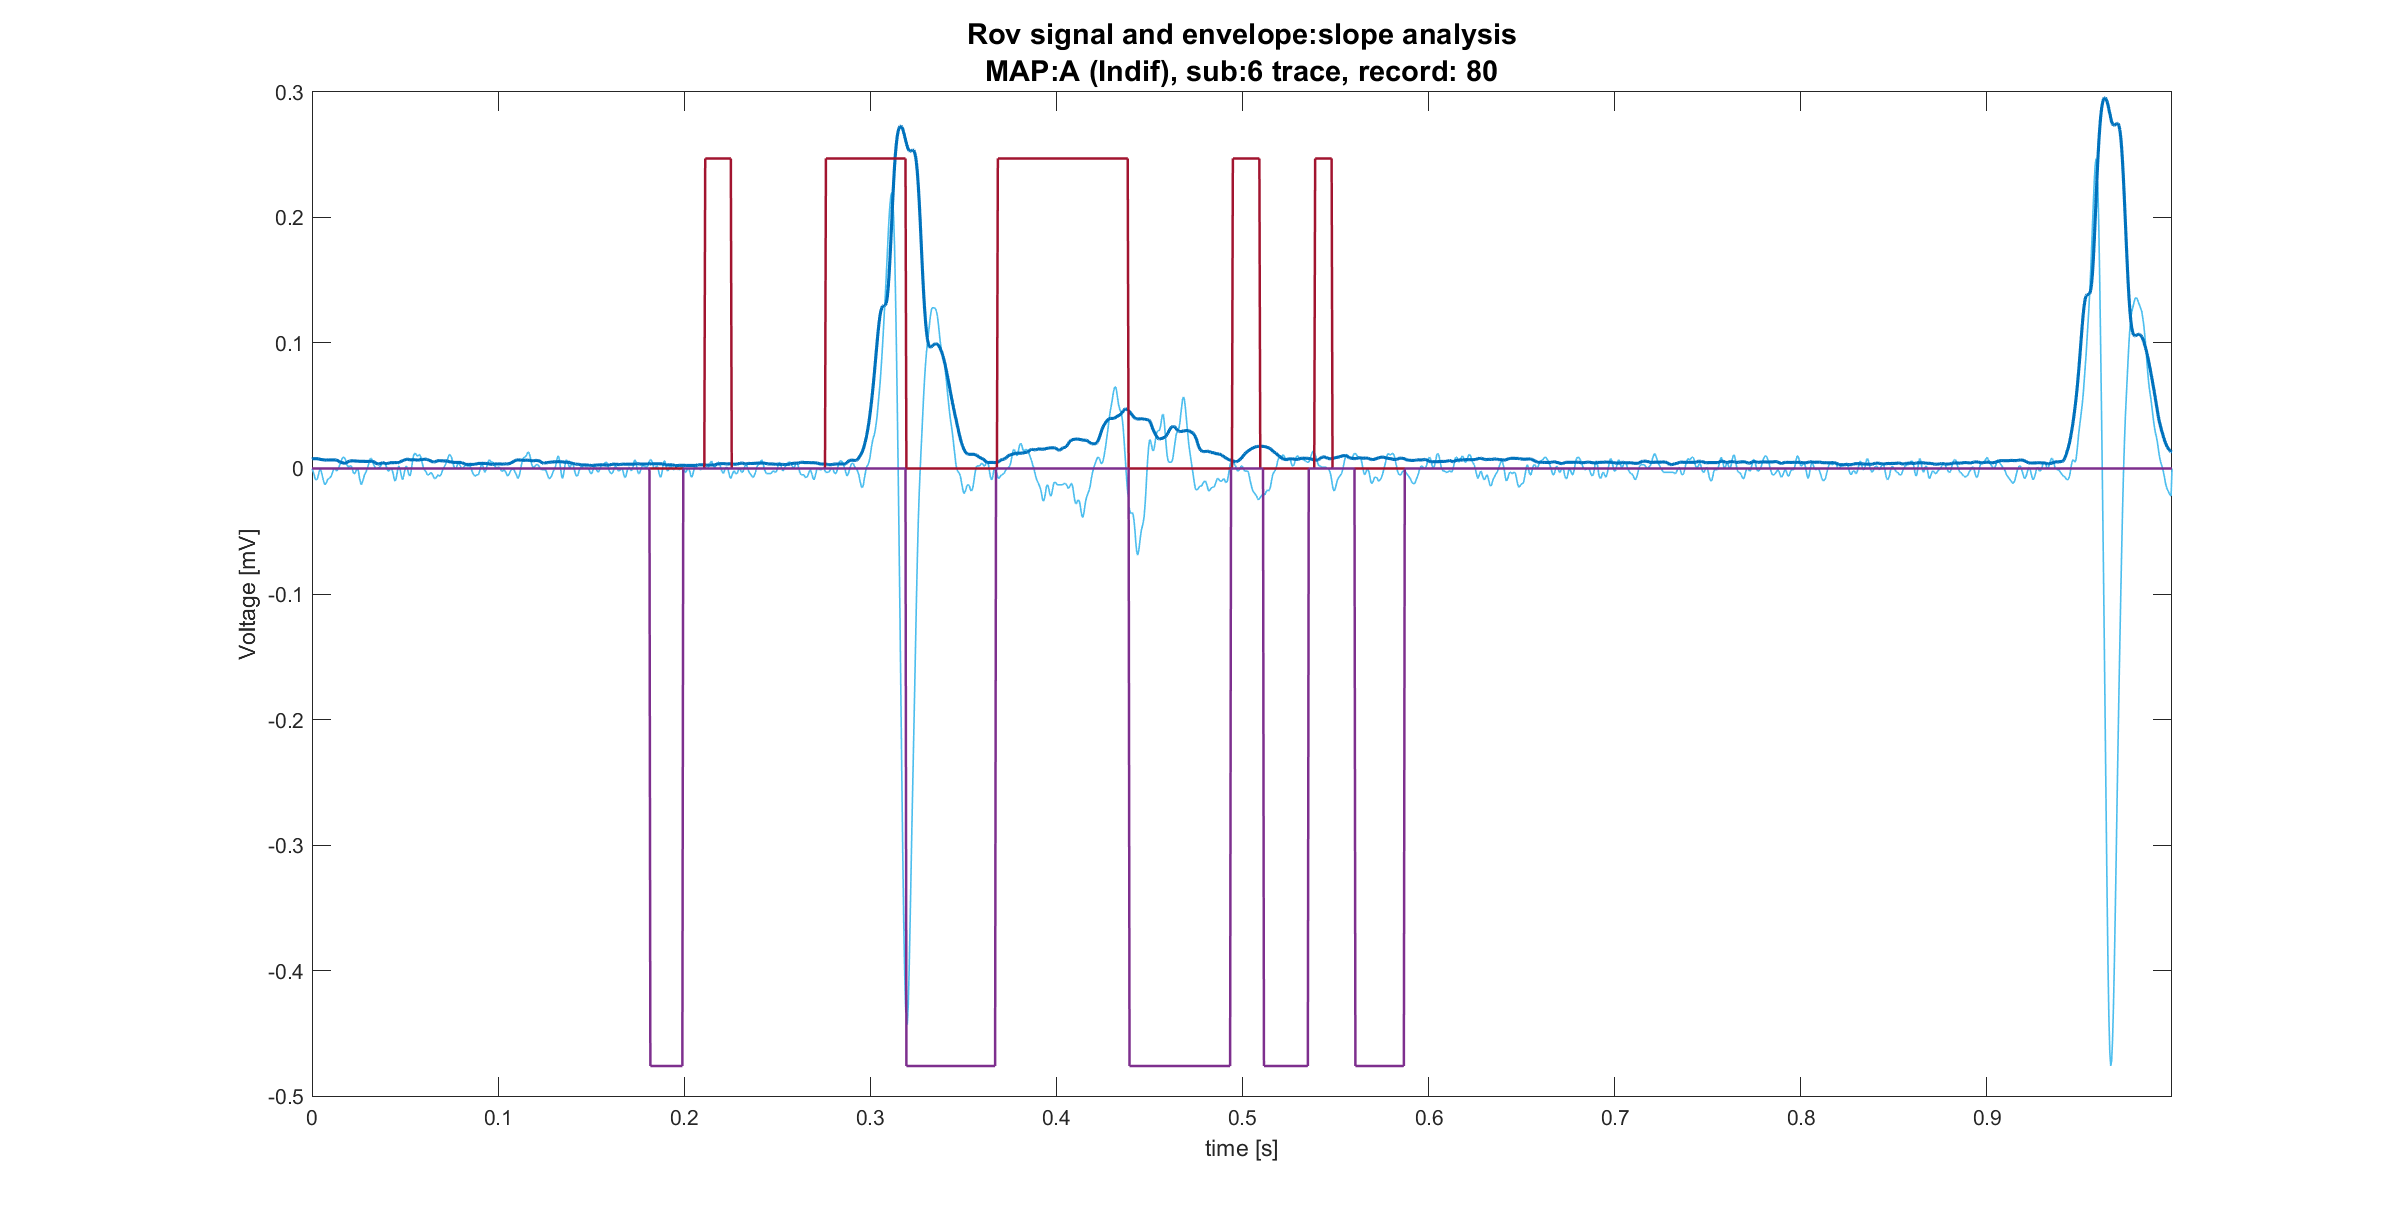 Rov signal and envelope:slope analysis
MAP:A (Indif), sub:6 trace, record: 80
0.3
0.2
0.1
0
-0.1
-0.2
-0.3
-0.4
-0.5
Voltage [mV]
0 0.1 0.2 0.3 0.4 0.5 0.6 0.7 0.8 0.9
time [s]